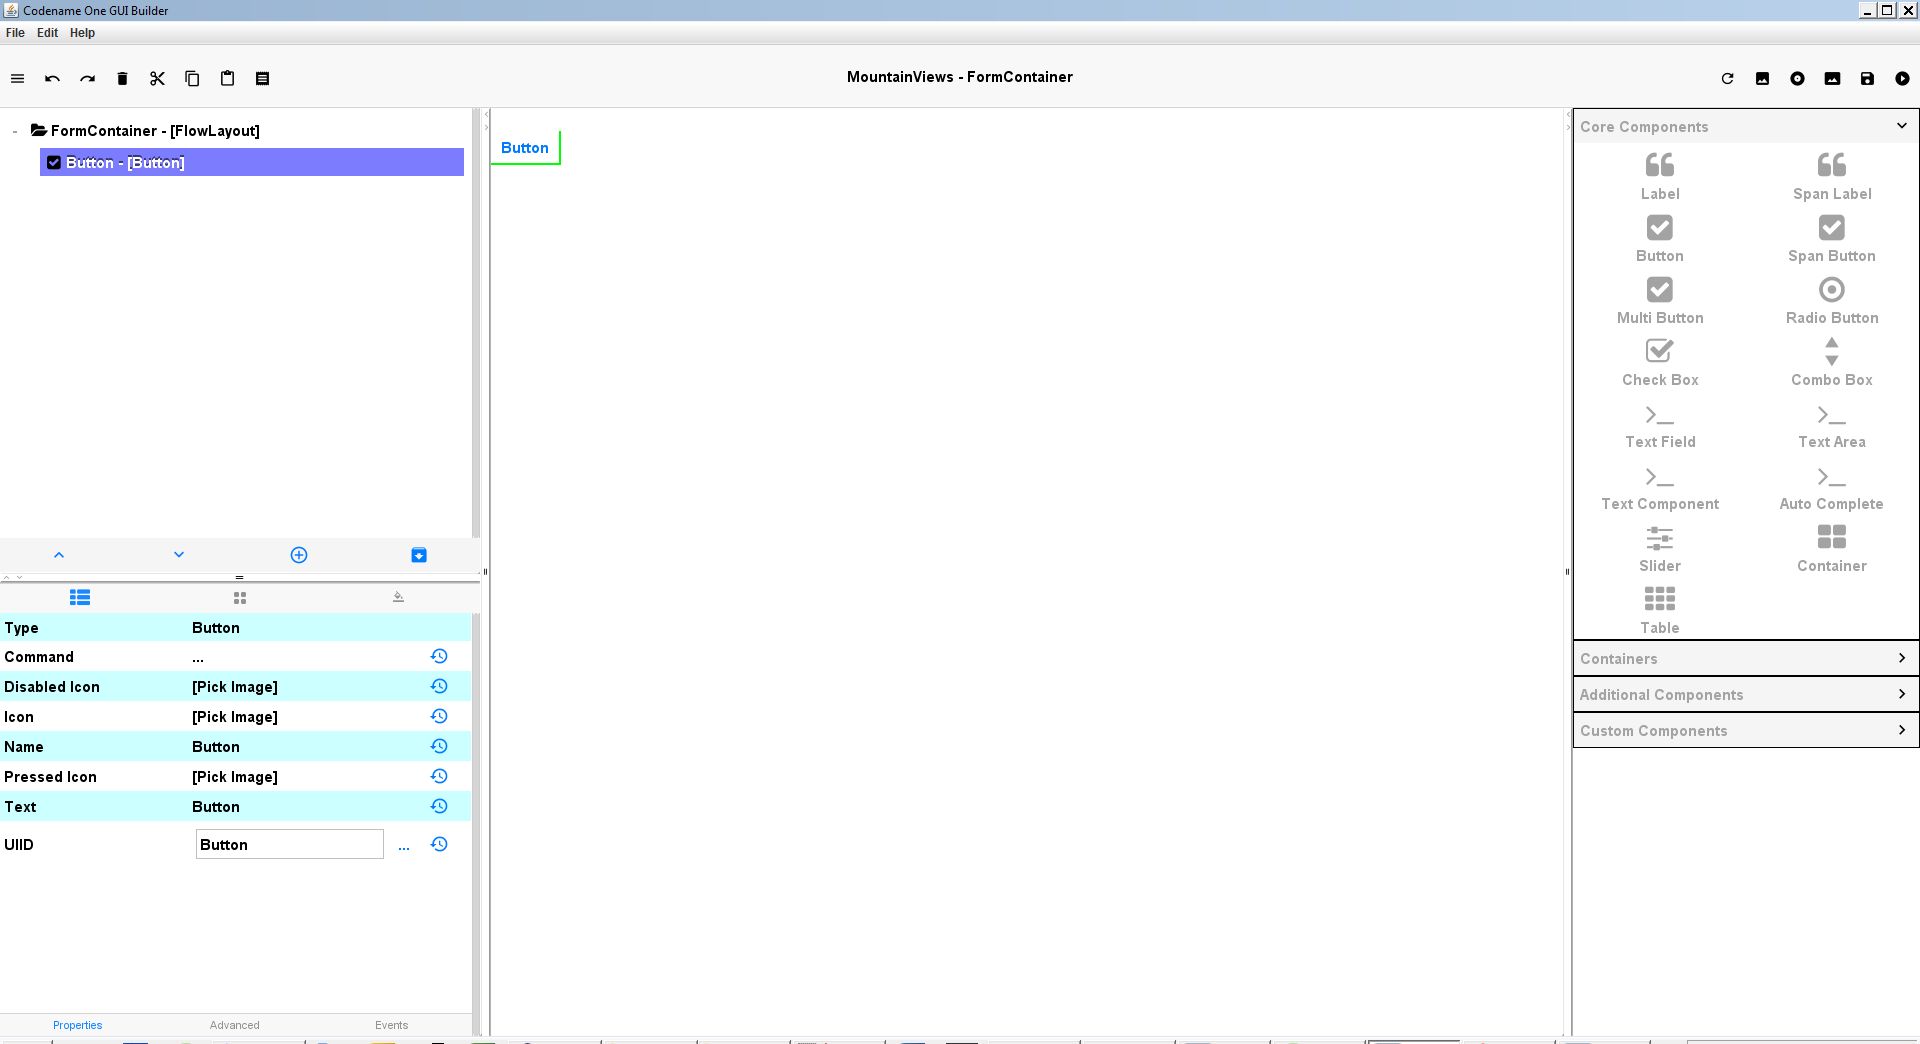 Codename One GUI Builder
File Edit Help
MountainViews - FormContainer
- FormContainer - [FlowLayout]
Button - [Button]
Type Button
Command ...
Disabled Icon [Pick Image]
Icon [Pick Image]
Name Button
Pressed Icon [Pick Image]
Text Button
UIID Button ...
Properties Advanced Events
Button
Core Components
Label Span Label
Button Span Button
Multi Button Radio Button
Check Box Combo Box
Text Field Text Area
Text Component Auto Complete
Slider Container
Table
Containers
Additional Components
Custom Components